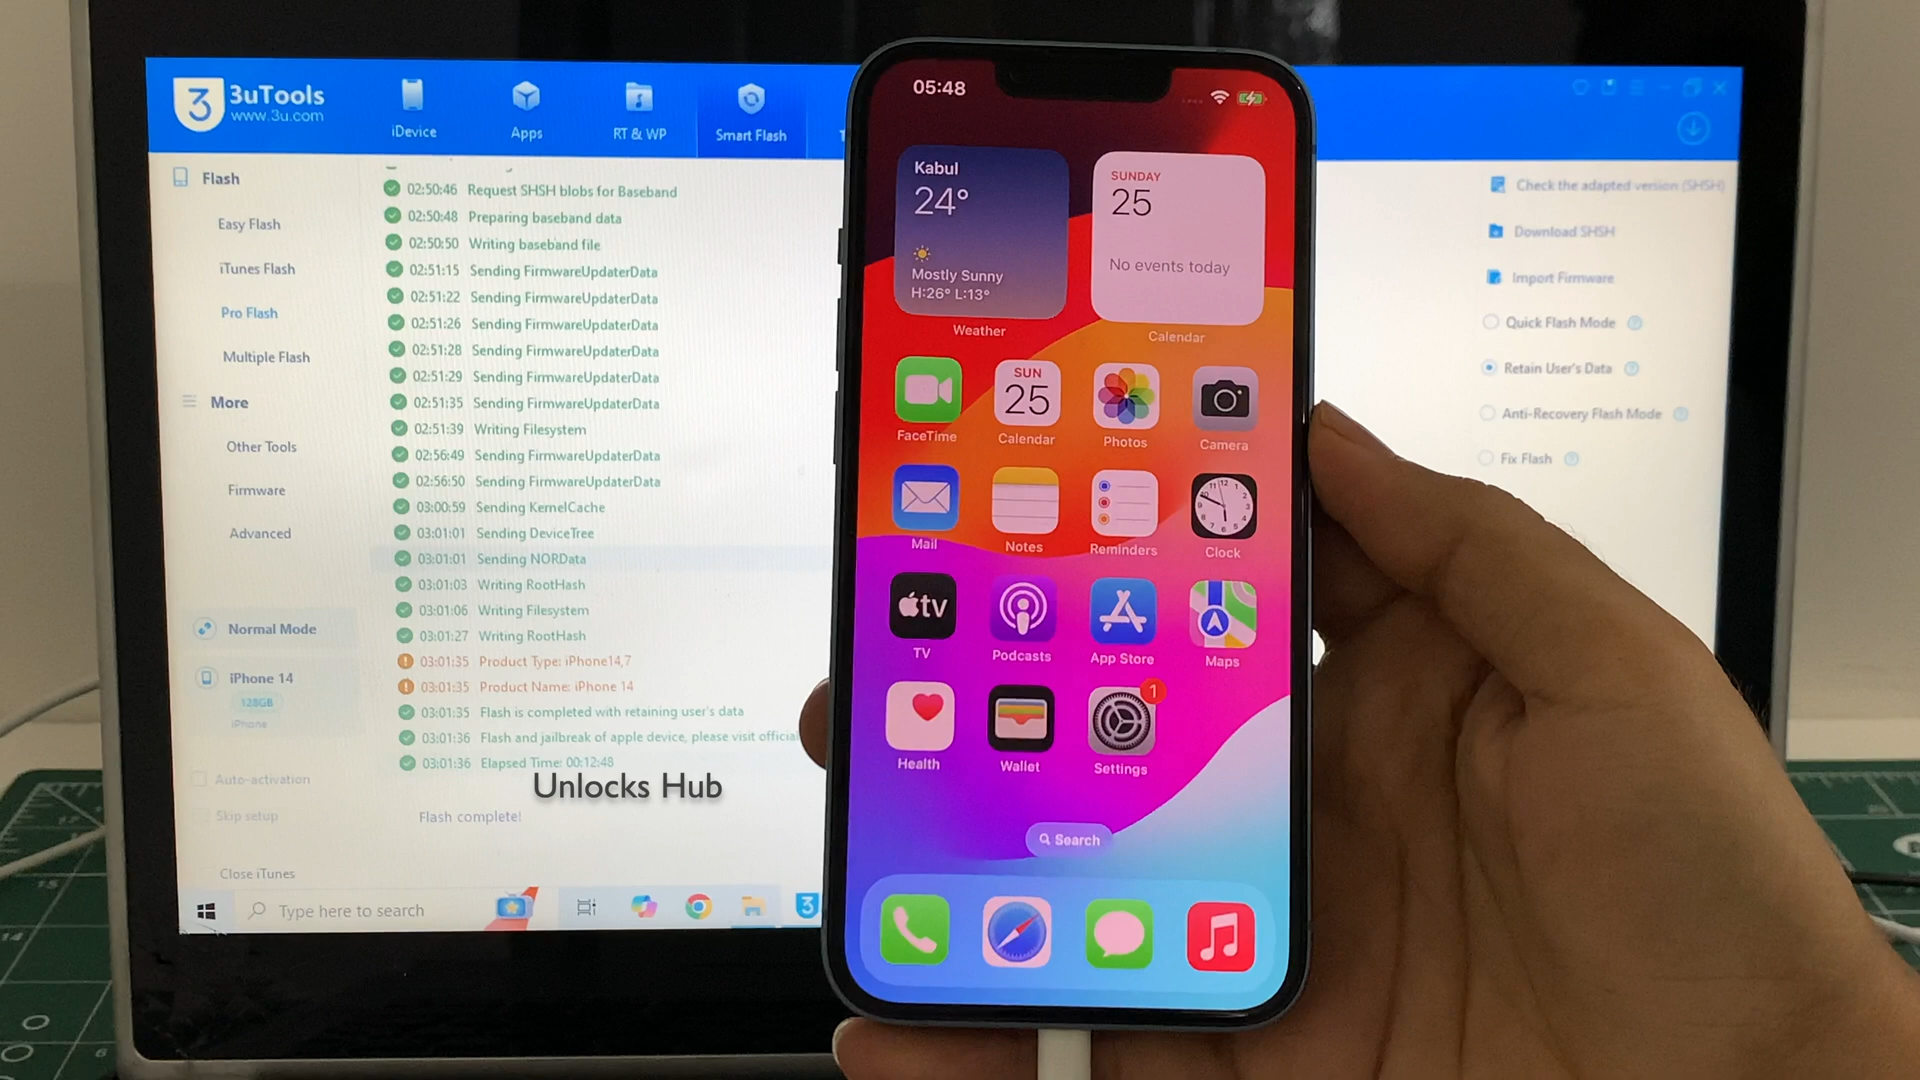 3uTools
www.3u.com
iDevice
Apps
RT & WP
Smart Flash
Flash
Easy Flash
iTunes Flash
Pro Flash
Multiple Flash
More
Other Tools
Firmware
Advanced
Normal Mode
iPhone 14
128GB
iPhone
Auto-activation
Skip setup
Close iTunes
02:50:46 Request SHSH blobs for Baseband
02:50:48 Preparing baseband data
02:50:50 Writing baseband file
02:51:15 Sending FirmwareUpdaterData
02:51:22 Sending FirmwareUpdaterData
02:51:26 Sending FirmwareUpdaterData
02:51:28 Sending FirmwareUpdaterData
02:51:29 Sending FirmwareUpdaterData
02:51:35 Sending FirmwareUpdaterData
02:51:39 Writing Filesystem
02:56:49 Sending FirmwareUpdaterData
02:56:50 Sending FirmwareUpdaterData
03:00:59 Sending KernelCache
03:01:01 Sending DeviceTree
03:01:01 Sending NORData
03:01:03 Writing RootHash
03:01:06 Writing Filesystem
03:01:27 Writing RootHash
03:01:35 Product Type: iPhone14,7
03:01:35 Product Name: iPhone 14
03:01:35 Flash is completed with retaining user's data
03:01:36 Flash and jailbreak of apple device, please visit official
03:01:36 Elapsed Time: 00:12:48
Unlocks Hub
Flash complete!
Type here to search
05:48
Kabul
24°
Mostly Sunny
H:26° L:13°
Weather
SUNDAY
25
No events today
Calendar
FaceTime
SUN
25
Calendar
Photos
Camera
Mail
Notes
Reminders
Clock
tv
TV
Podcasts
App Store
Maps
Health
Wallet
1
Settings
Search
Check the adapted version (SHSH)
Download SHSH
Import Firmware
Quick Flash Mode
Retain User's Data
Anti-Recovery Flash Mode
Fix Flash